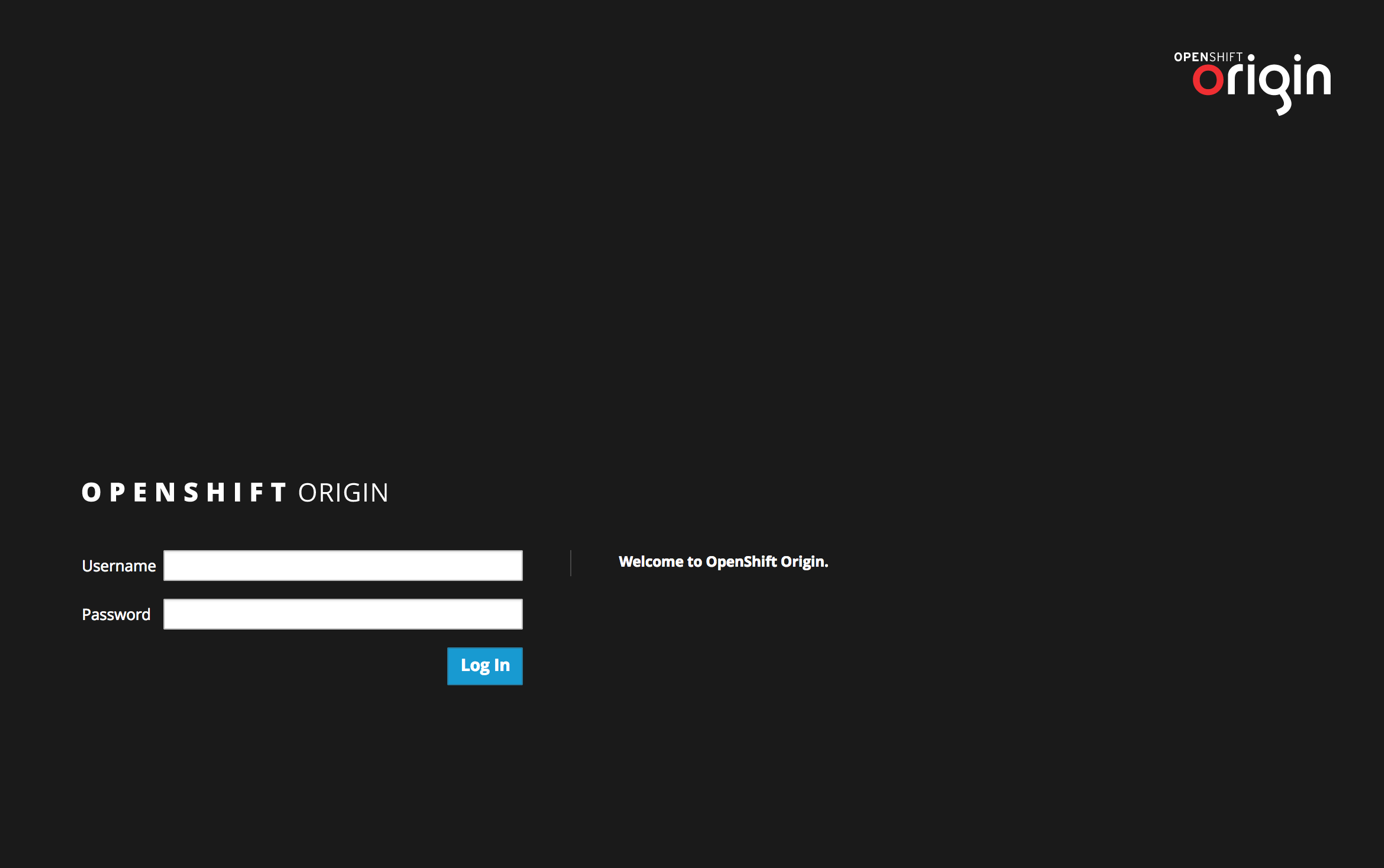 OPENSHIFT
origin
OPENSHIFT ORIGIN
Username
Welcome to OpenShift Origin.
Password
Log In